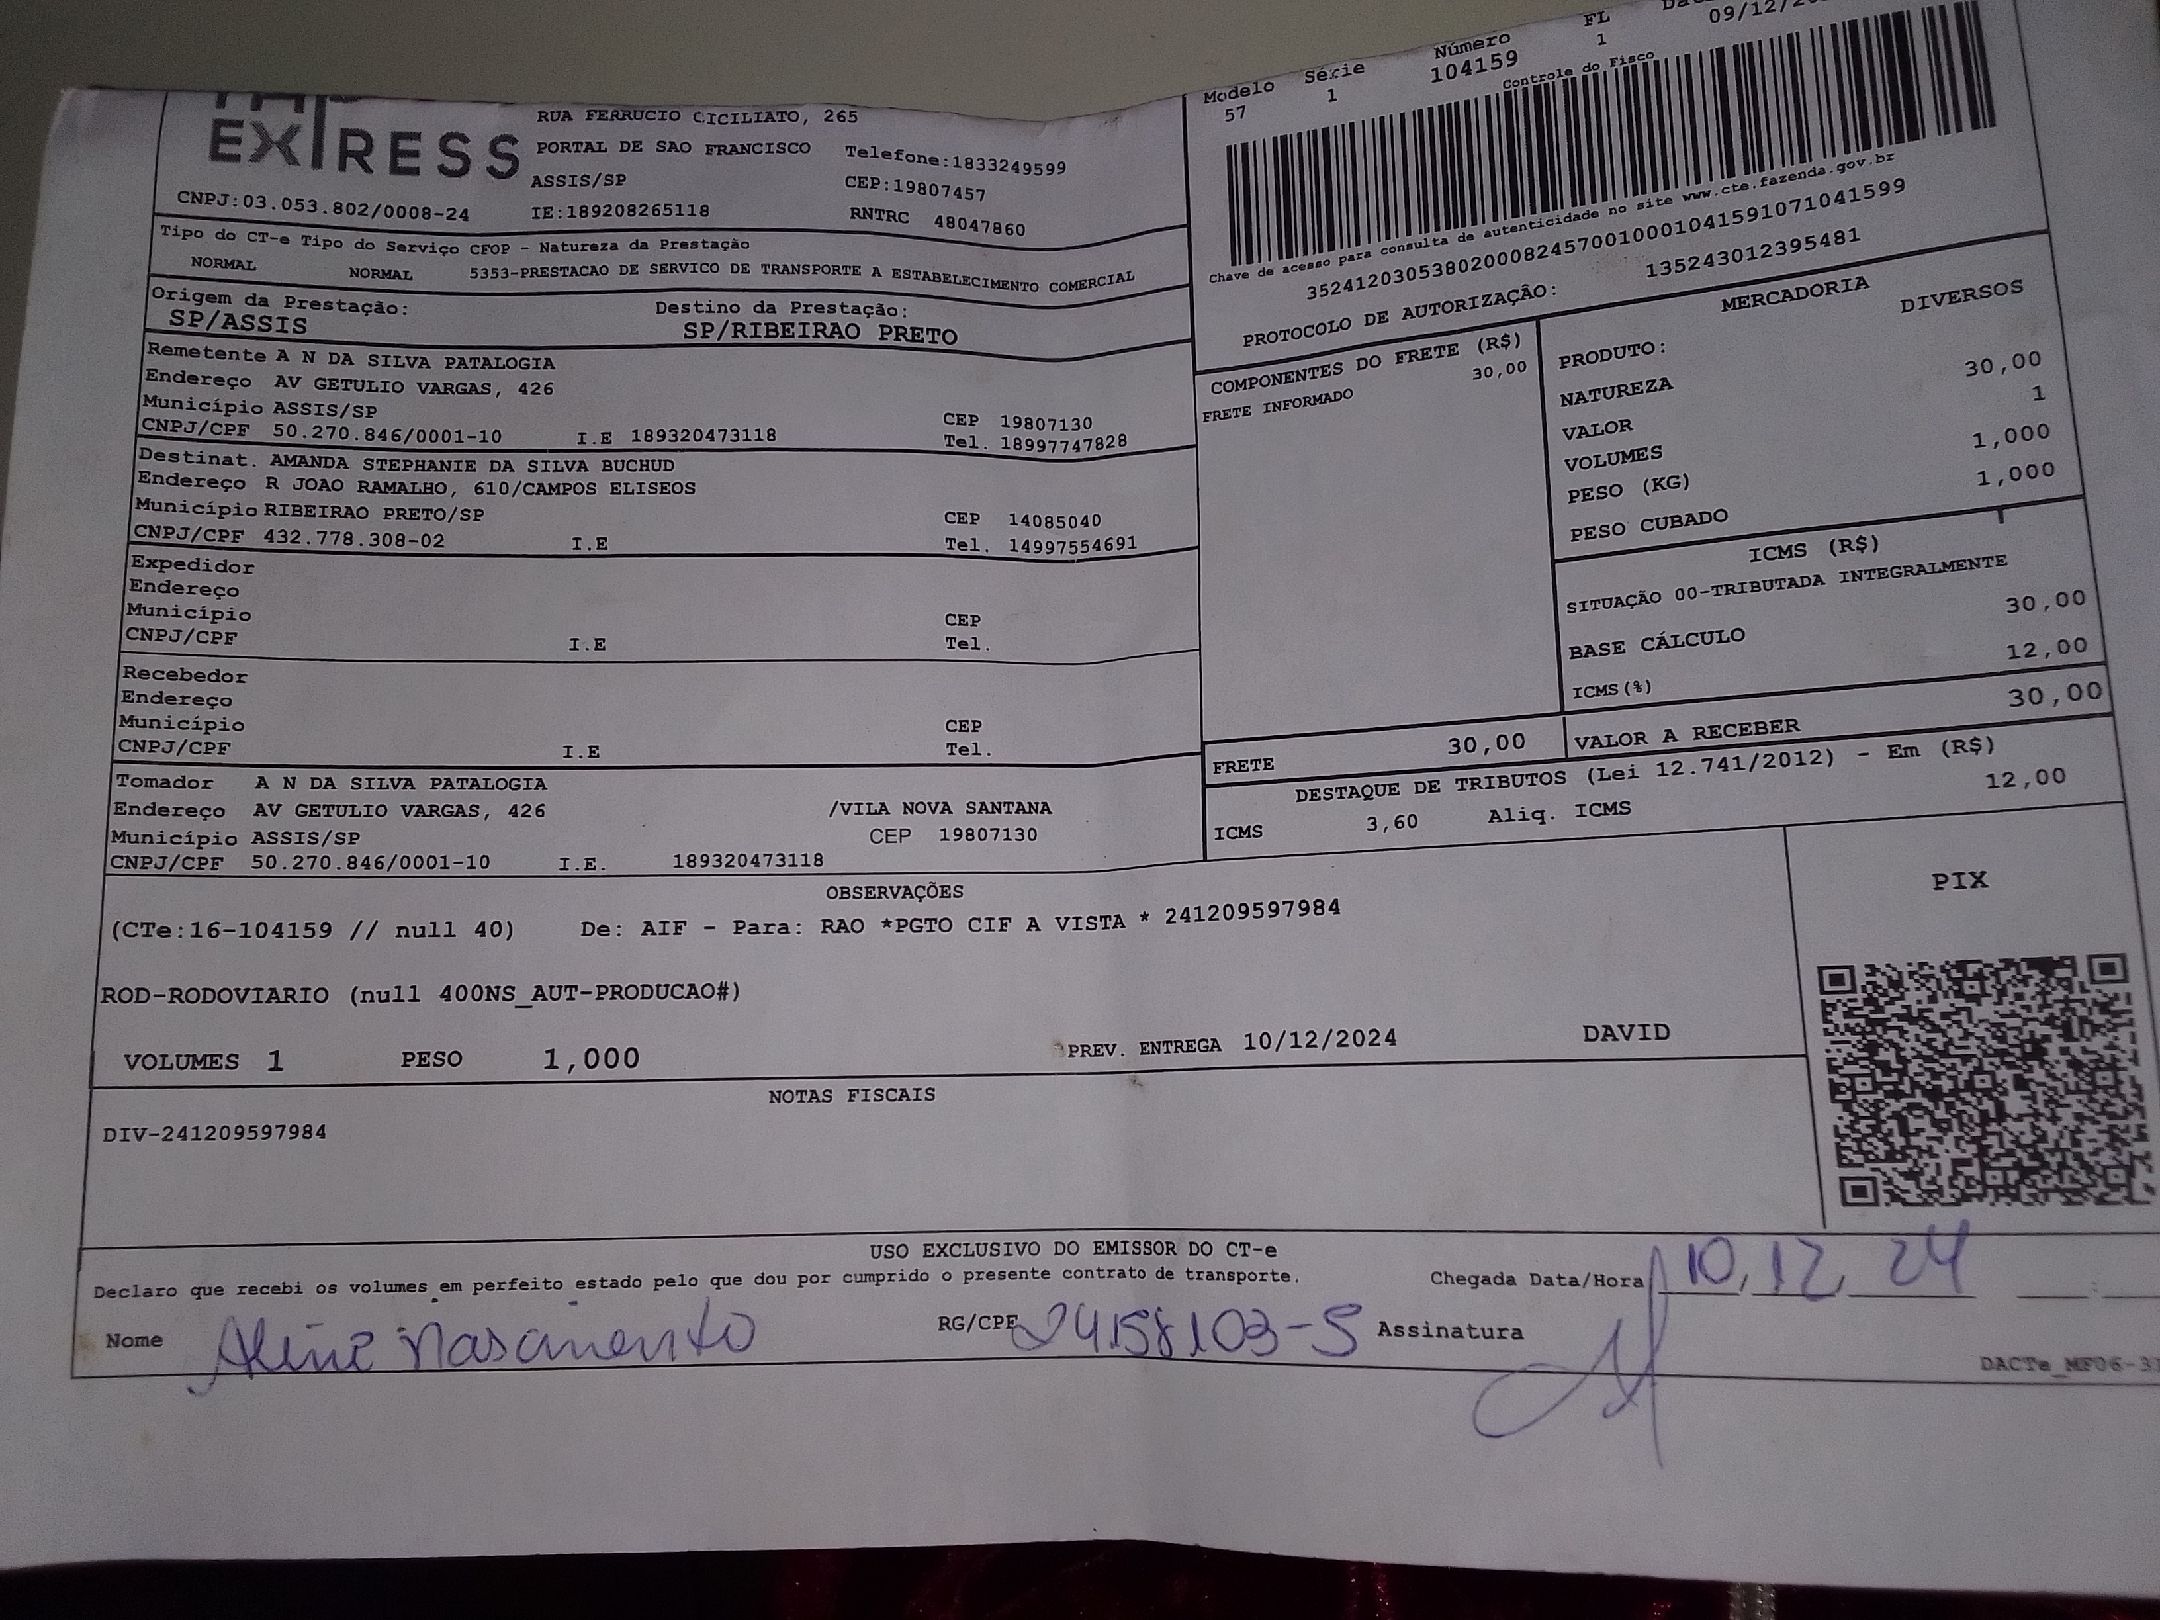 EXPRESS
RUA FERRUCIO CICILIATO, 265
PORTAL DE SAO FRANCISCO Telefone:1833249599
ASSIS/SP CEP:19807457
CNPJ:03.053.802/0008-24 IE:189208265118 RNTRC 48047860
Modelo Série Número FL
57 1 104159 1
Controle do Fisco
Chave de acesso para consulta de autenticidade no site www.cte.fazenda.gov.br
35241203053802000824570010001041591071041599
PROTOCOLO DE AUTORIZAÇÃO: 135243012395481
Tipo do CT-e Tipo do Serviço CFOP - Natureza da Prestação
NORMAL NORMAL 5353-PRESTACAO DE SERVICO DE TRANSPORTE A ESTABELECIMENTO COMERCIAL
Origem da Prestação: Destino da Prestação:
SP/ASSIS SP/RIBEIRAO PRETO
Remetente A N DA SILVA PATALOGIA
Endereço AV GETULIO VARGAS, 426
Município ASSIS/SP CEP 19807130
CNPJ/CPF 50.270.846/0001-10 I.E 189320473118 Tel. 18997747828
Destinat. AMANDA STEPHANIE DA SILVA BUCHUD
Endereço R JOAO RAMALHO, 610/CAMPOS ELISEOS
Município RIBEIRAO PRETO/SP CEP 14085040
CNPJ/CPF 432.778.308-02 I.E Tel. 14997554691
Expedidor
Endereço
Município CEP
CNPJ/CPF I.E Tel.
Recebedor
Endereço
Município CEP
CNPJ/CPF I.E Tel.
Tomador A N DA SILVA PATALOGIA
Endereço AV GETULIO VARGAS, 426 /VILA NOVA SANTANA
Município ASSIS/SP CEP 19807130
CNPJ/CPF 50.270.846/0001-10 I.E. 189320473118
COMPONENTES DO FRETE (R$)
FRETE INFORMADO 30,00
MERCADORIA
PRODUTO: DIVERSOS
NATUREZA
VALOR 30,00
VOLUMES 1
PESO (KG) 1,000
PESO CUBADO 1,000
ICMS (R$)
SITUAÇÃO 00-TRIBUTADA INTEGRALMENTE
BASE CÁLCULO 30,00
ICMS(%) 12,00
FRETE 30,00 VALOR A RECEBER 30,00
DESTAQUE DE TRIBUTOS (Lei 12.741/2012) - Em (R$)
ICMS 3,60 Aliq. ICMS 12,00
OBSERVAÇÕES
(CTe:16-104159 // null 40) De: AIF - Para: RAO *PGTO CIF A VISTA * 241209597984
ROD-RODOVIARIO (null 400NS_AUT-PRODUCAO#)
VOLUMES 1 PESO 1,000 PREV. ENTREGA 10/12/2024 DAVID
PIX
NOTAS FISCAIS
DIV-241209597984
USO EXCLUSIVO DO EMISSOR DO CT-e
Declaro que recebi os volumes em perfeito estado pelo que dou por cumprido o presente contrato de transporte. Chegada Data/Hora 10,12,24
Nome Aline Nascimento RG/CPF 24158103-5 Assinatura